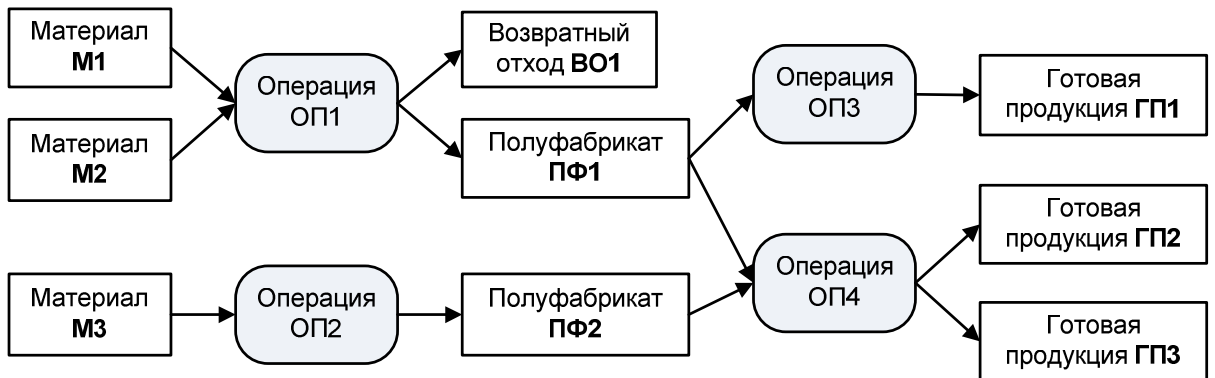 Материал
М1
Материал
М2
Операция
ОП1
Возвратный
отход ВО1
Полуфабрикат
ПФ1
Операция
ОП3
Готовая
продукция ГП1
Материал
М3
Операция
ОП2
Полуфабрикат
ПФ2
Операция
ОП4
Готовая
продукция ГП2
Готовая
продукция ГП3